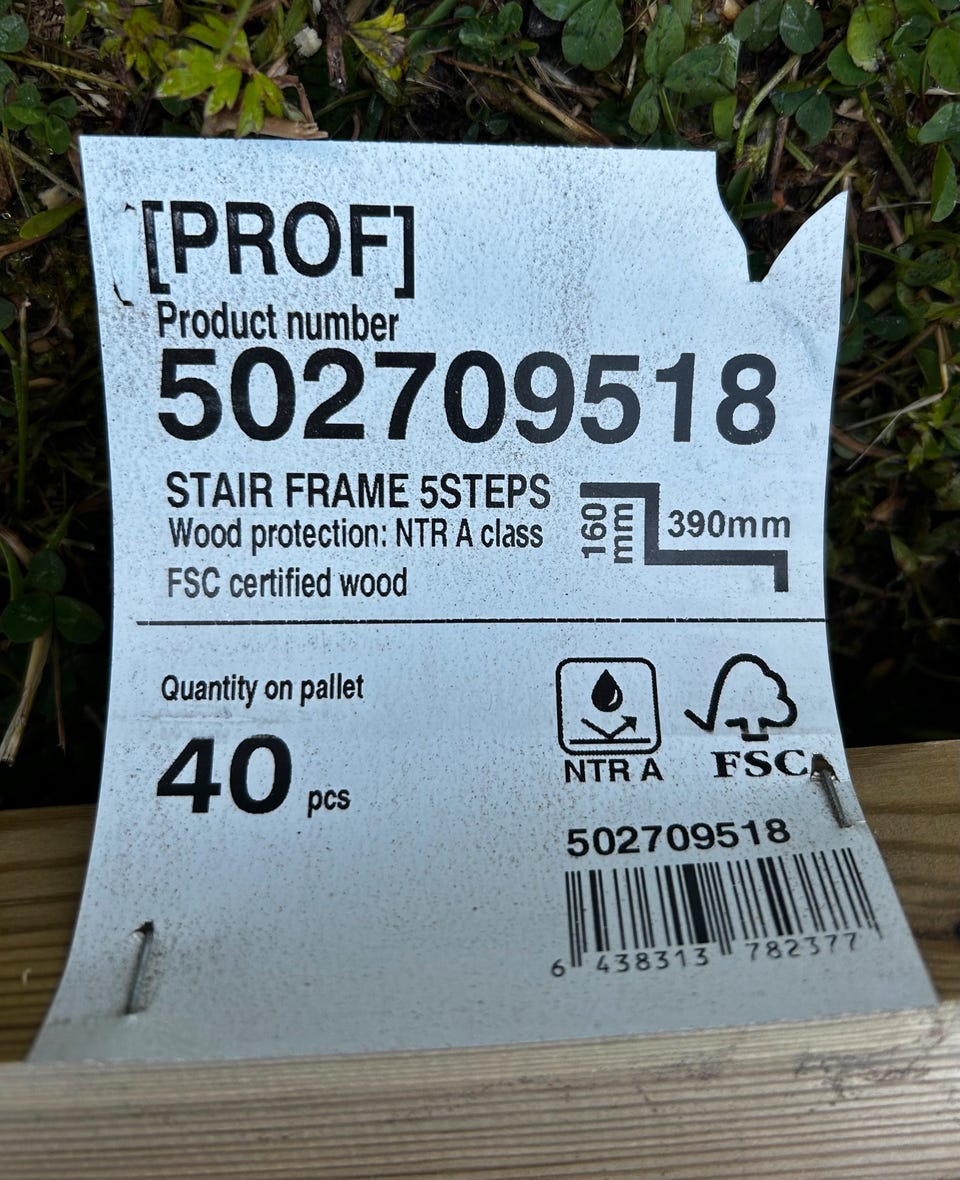 [PROF]
Product number
502709518
STAIR FRAME 5STEPS
Wood protection: NTR A class
FSC certified wood
160
mm
390mm
Quantity on pallet
40 pcs
NTR A
FSC
502709518
6 438313 782377